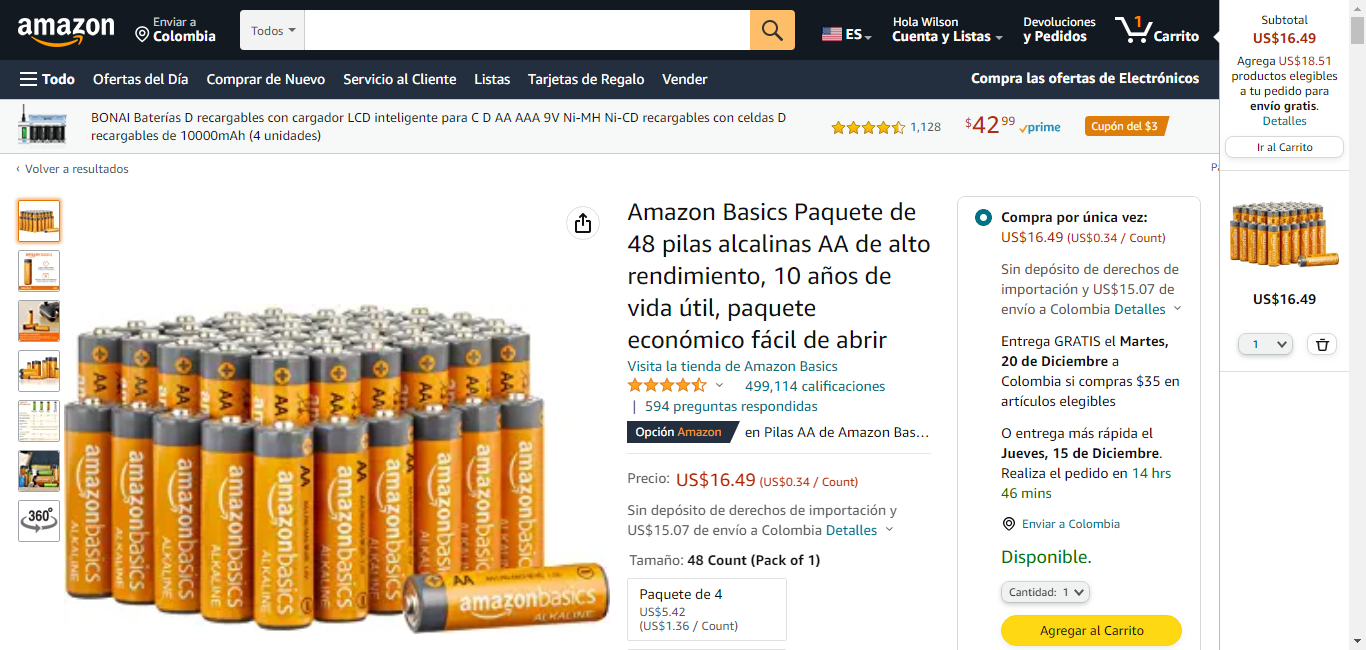 amazon
Enviar a
Colombia
Todos
ES
Hola Wilson
Cuenta y Listas
Devoluciones
y Pedidos
1
Carrito
Todo
Ofertas del Día
Comprar de Nuevo
Servicio al Cliente
Listas
Tarjetas de Regalo
Vender
Compra las ofertas de Electrónicos
BONAI Baterías D recargables con cargador LCD inteligente para C D AA AAA 9V Ni-MH Ni-CD recargables con celdas D
recargables de 10000mAh (4 unidades)
1,128
$42 99
prime
Cupón del $3
‹ Volver a resultados
360°
AA
amazonbasics
ALKALINE
Amazon Basics Paquete de
48 pilas alcalinas AA de alto
rendimiento, 10 años de
vida útil, paquete
económico fácil de abrir
Visita la tienda de Amazon Basics
499,114 calificaciones
| 594 preguntas respondidas
Opción Amazon
en Pilas AA de Amazon Bas...
Precio: US$16.49 (US$0.34 / Count)
Sin depósito de derechos de importación y
US$15.07 de envío a Colombia Detalles
Tamaño: 48 Count (Pack of 1)
Paquete de 4
US$5.42
(US$1.36 / Count)
Compra por única vez:
US$16.49 (US$0.34 / Count)
Sin depósito de derechos de
importación y US$15.07 de
envío a Colombia Detalles
Entrega GRATIS el Martes,
20 de Diciembre a
Colombia si compras $35 en
artículos elegibles
O entrega más rápida el
Jueves, 15 de Diciembre.
Realiza el pedido en 14 hrs
46 mins
Enviar a Colombia
Disponible.
Cantidad: 1
Agregar al Carrito
Subtotal
US$16.49
Agrega US$18.51
productos elegibles
a tu pedido para
envío gratis.
Detalles
Ir al Carrito
US$16.49
1